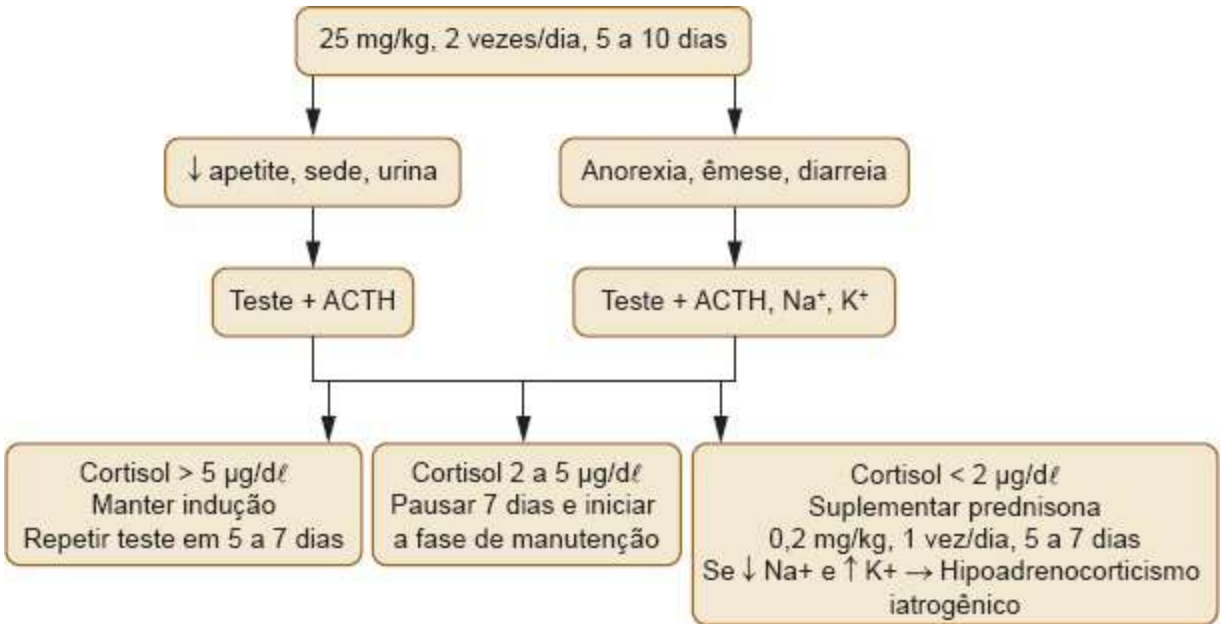 25 mg/kg, 2 vezes/dia, 5 a 10 dias
↓ apetite, sede, urina
Anorexia, êmese, diarreia
Teste + ACTH
Teste + ACTH, Na⁺, K⁺
Cortisol > 5 µg/dℓ
Manter indução
Repetir teste em 5 a 7 dias
Cortisol 2 a 5 µg/dℓ
Pausar 7 dias e iniciar
a fase de manutenção
Cortisol < 2 µg/dℓ
Suplementar prednisona
0,2 mg/kg, 1 vez/dia, 5 a 7 dias
Se ↓ Na+ e ↑ K+ → Hipoadrenocorticismo
iatrogênico